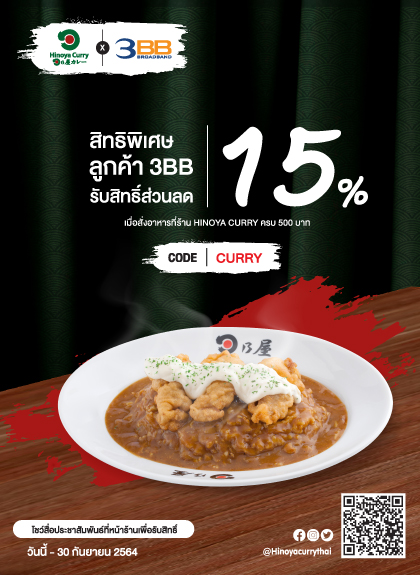 Hinoya Curry
日乃屋カレー
X
3BB
BROADBAND
สิทธิพิเศษ
ลูกค้า 3BB
รับสิทธิ์ส่วนลด
15%
เมื่อสั่งอาหารที่ร้าน HINOYA CURRY ครบ 500 บาท
CODE | CURRY
日乃屋
โชว์สื่อประชาสัมพันธ์ที่หน้าร้านเพื่อรับสิทธิ์
วันนี้ - 30 กันยายน 2564
@Hinoyacurrythai